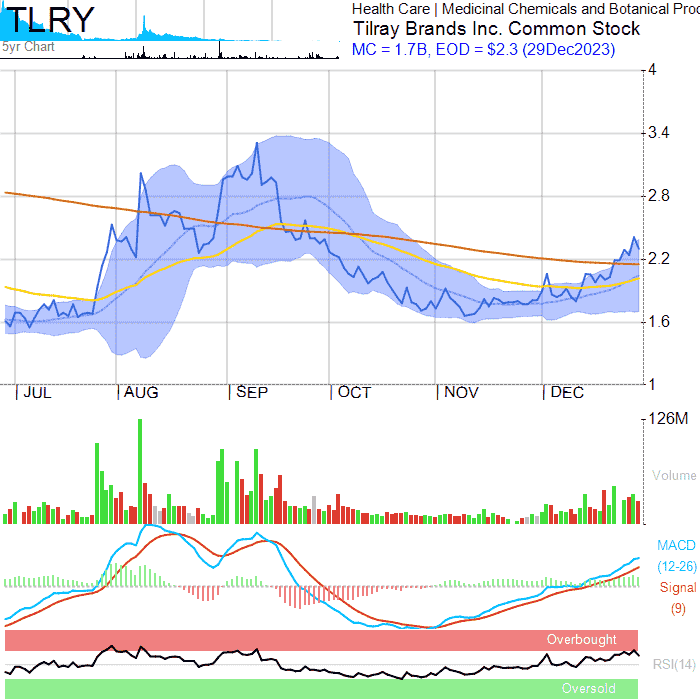 TLRY
5yr Chart
Health Care | Medicinal Chemicals and Botanical Proc
Tilray Brands Inc. Common Stock
MC = 1.7B, EOD = $2.3 (29Dec2023)
4
3.4
2.8
2.2
1.6
1
JUL AUG SEP OCT NOV DEC
126M
Volume
MACD
(12-26)
Signal
(9)
Overbought
RSI(14)
Oversold